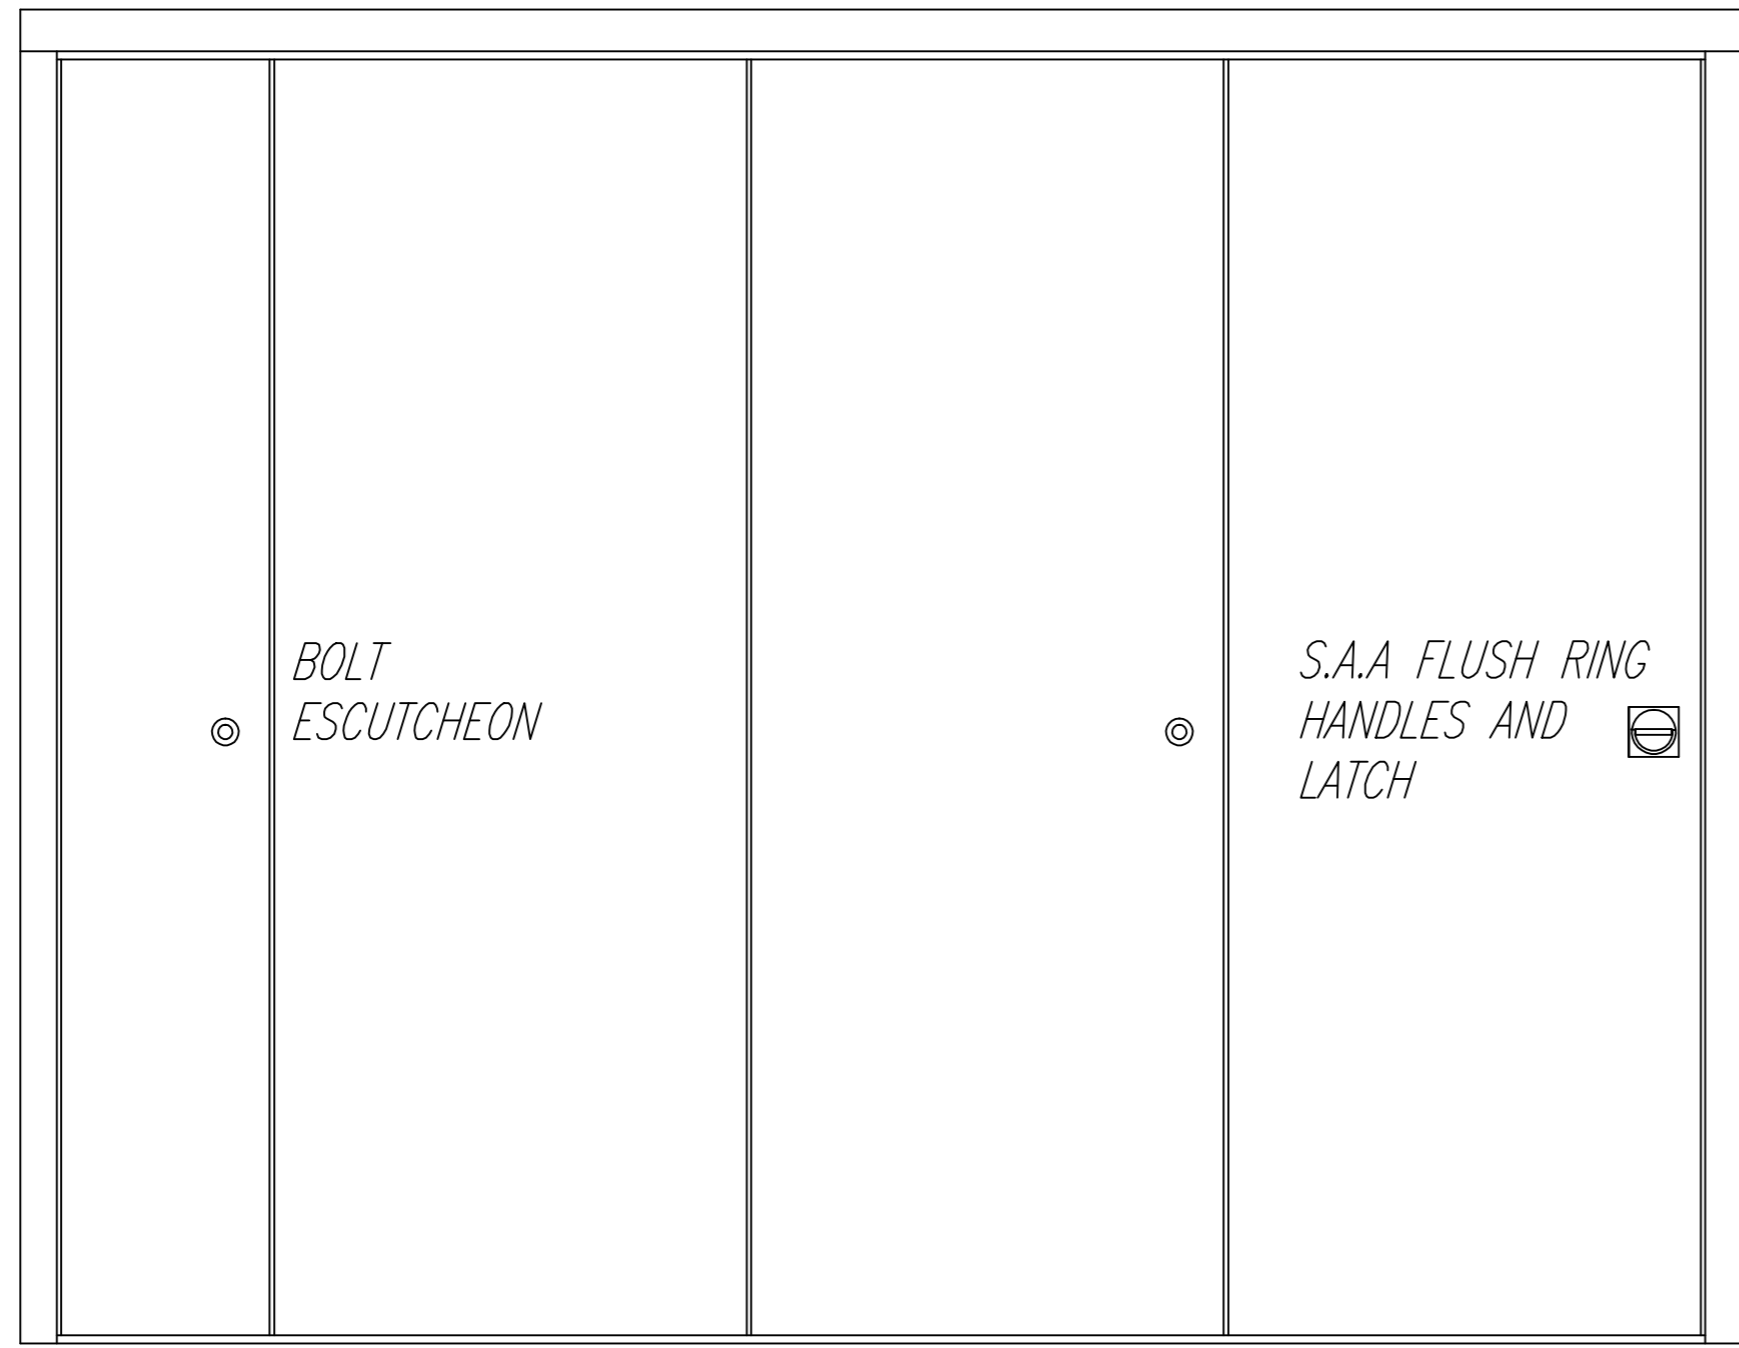 BOLT
ESCUTCHEON
S.A.A FLUSH RING
HANDLES AND
LATCH